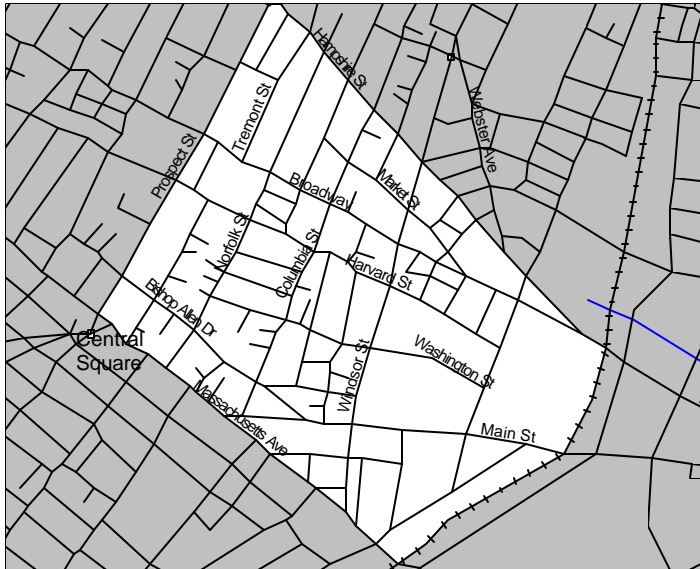 Hampshire St
Webster Ave
Tremont St
Prospect St
Market St
Broadway
Norfolk St
Columbia St
Harvard St
Bishop Allen Dr
Central
Square
Washington St
Windsor St
Massachusetts Ave
Main St